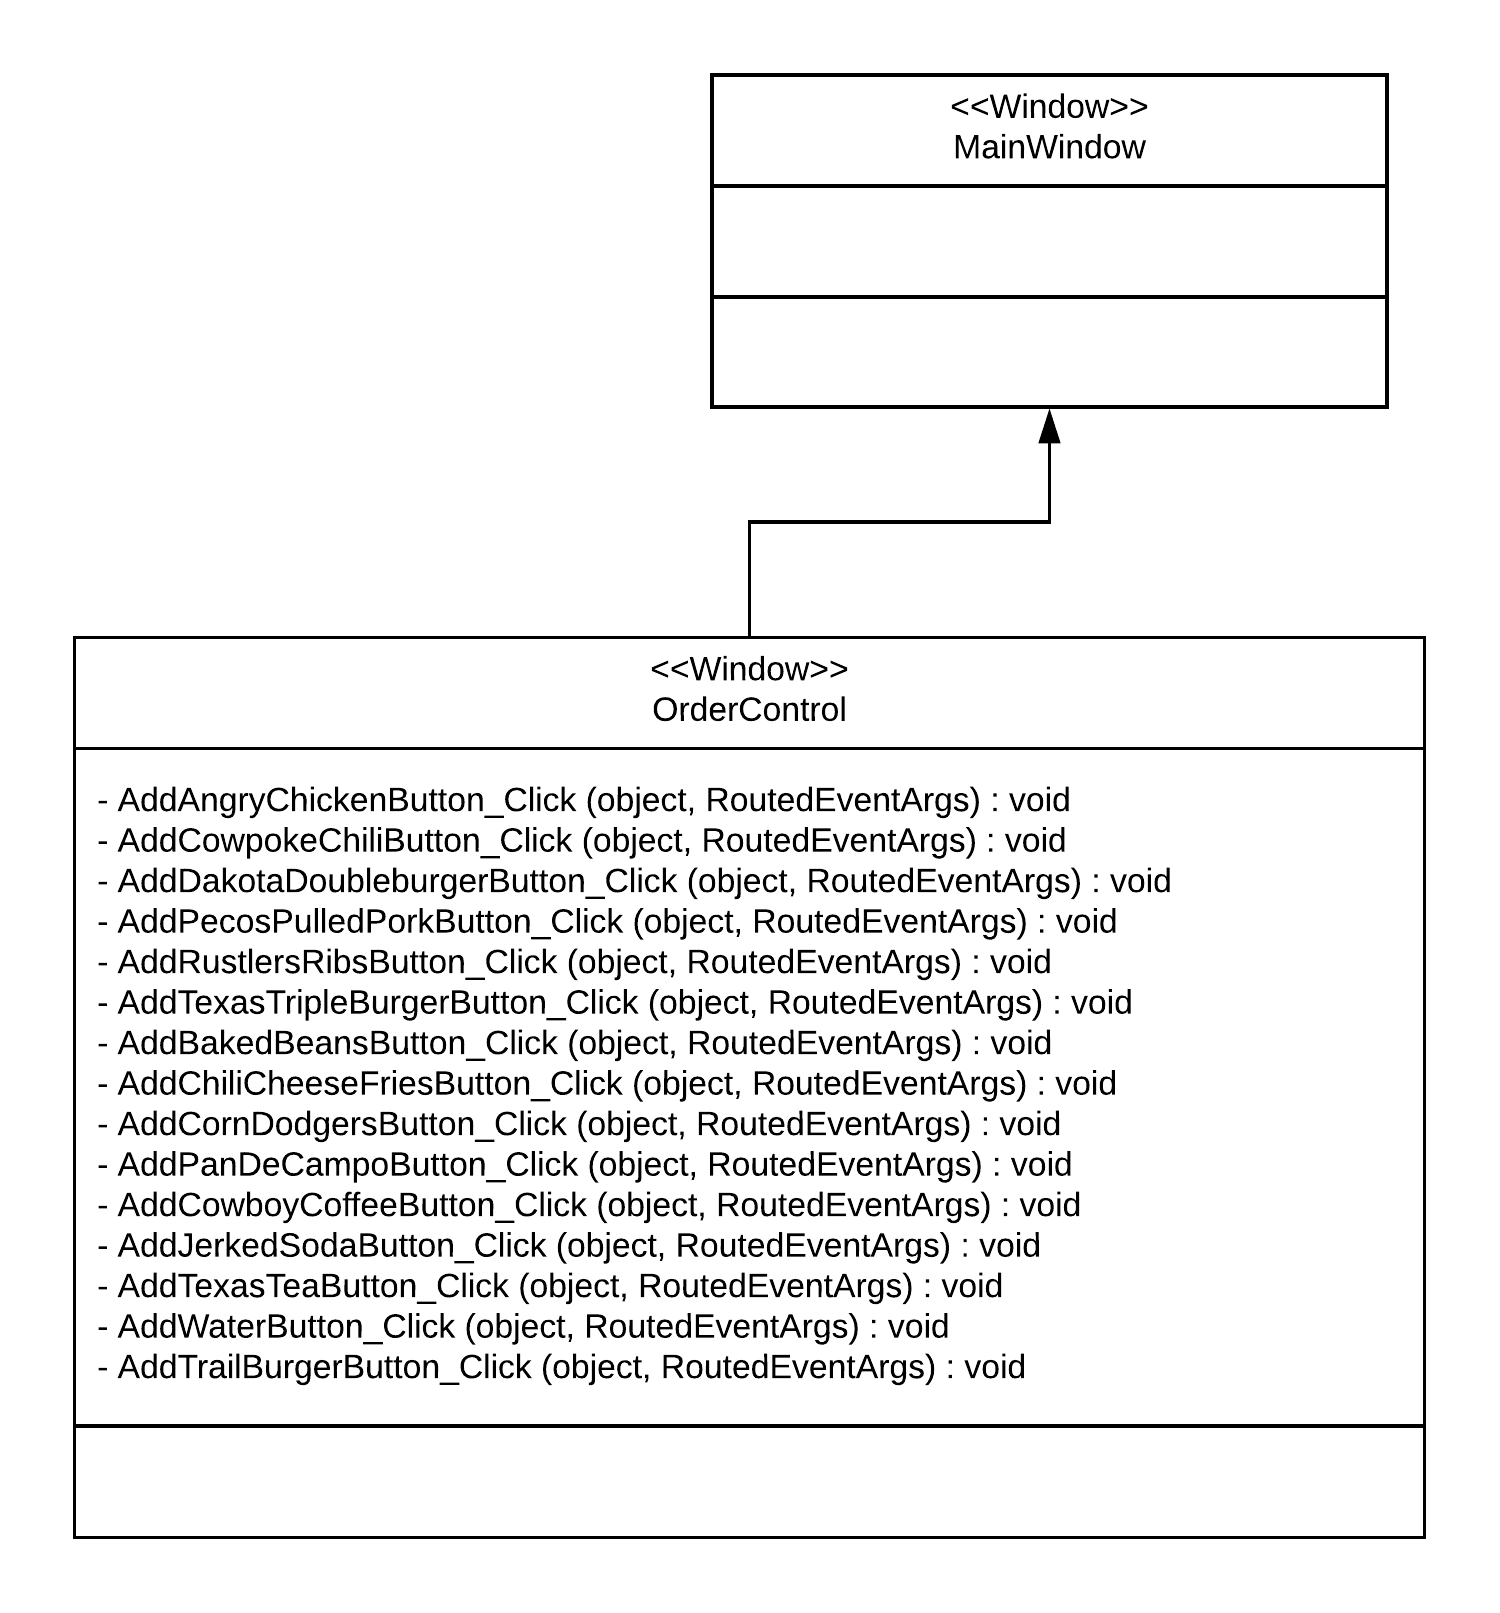 <<Window>>
MainWindow
<<Window>>
OrderControl
- AddAngryChickenButton_Click (object, RoutedEventArgs) : void
- AddCowpokeChiliButton_Click (object, RoutedEventArgs) : void
- AddDakotaDoubleburgerButton_Click (object, RoutedEventArgs) : void
- AddPecosPulledPorkButton_Click (object, RoutedEventArgs) : void
- AddRustlersRibsButton_Click (object, RoutedEventArgs) : void
- AddTexasTripleBurgerButton_Click (object, RoutedEventArgs) : void
- AddBakedBeansButton_Click (object, RoutedEventArgs) : void
- AddChiliCheeseFriesButton_Click (object, RoutedEventArgs) : void
- AddCornDodgersButton_Click (object, RoutedEventArgs) : void
- AddPanDeCampoButton_Click (object, RoutedEventArgs) : void
- AddCowboyCoffeeButton_Click (object, RoutedEventArgs) : void
- AddJerkedSodaButton_Click (object, RoutedEventArgs) : void
- AddTexasTeaButton_Click (object, RoutedEventArgs) : void
- AddWaterButton_Click (object, RoutedEventArgs) : void
- AddTrailBurgerButton_Click (object, RoutedEventArgs) : void